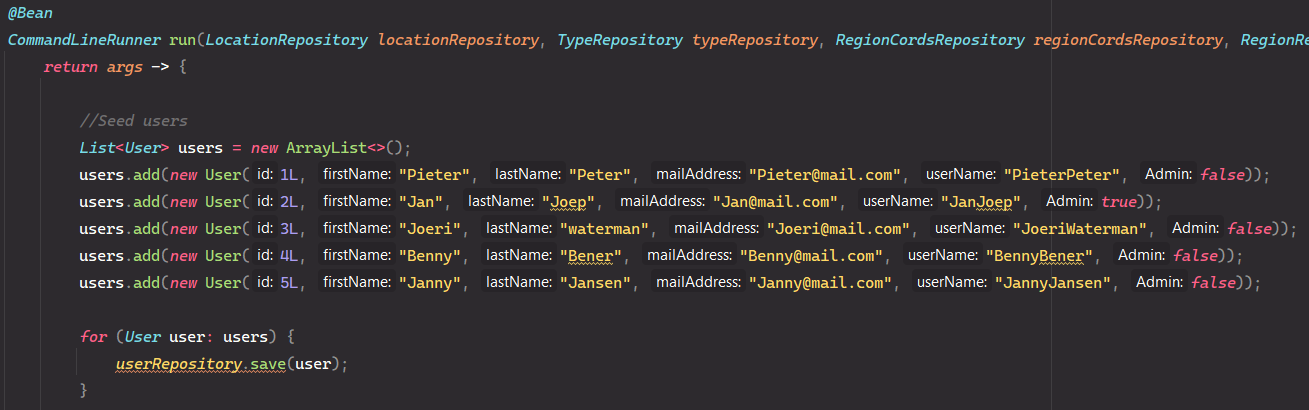 @Bean
CommandLineRunner run(LocationRepository locationRepository, TypeRepository typeRepository, RegionCordsRepository regionCordsRepository,
return args -> {
//Seed users
List<User> users = new ArrayList<>();
users.add(new User( id: 1L, firstName: "Pieter", lastName: "Peter", mailAddress: "Pieter@mail.com", userName: "PieterPeter", Admin: false));
users.add(new User( id: 2L, firstName: "Jan", lastName: "Joep", mailAddress: "Jan@mail.com", userName: "JanJoep", Admin: true));
users.add(new User( id: 3L, firstName: "Joeri", lastName: "waterman", mailAddress: "Joeri@mail.com", userName: "JoeriWaterman", Admin: false));
users.add(new User( id: 4L, firstName: "Benny", lastName: "Bener", mailAddress: "Benny@mail.com", userName: "BennyBener", Admin: false));
users.add(new User( id: 5L, firstName: "Janny", lastName: "Jansen", mailAddress: "Janny@mail.com", userName: "JannyJansen", Admin: false));
for (User user: users) {
userRepository.save(user);
}